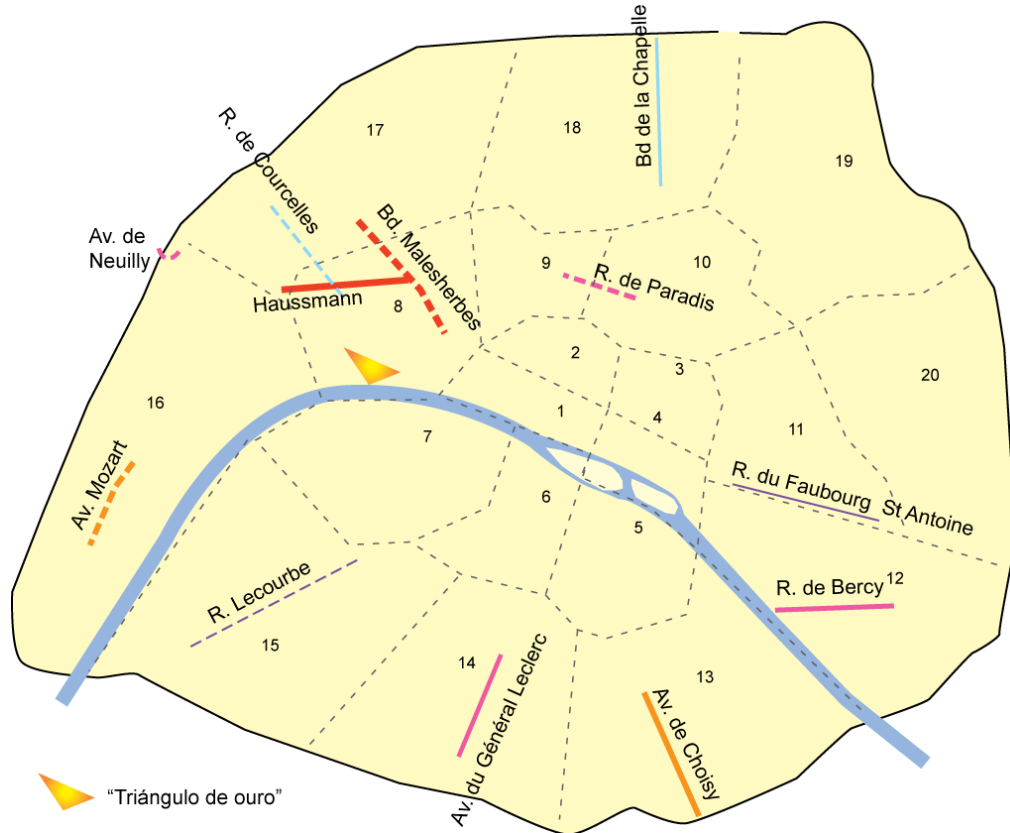 Bd de la Chapelle
17
18
19
R. de Courcelles
Bd. Malesherbes
Av. de
Neuilly
9
10
R. de Paradis
Haussmann
8
2
3
20
16
1
4
11
7
Av. Mozart
6
5
R. du Faubourg St Antoine
R. de Bercy
12
R. Lecourbe
15
14
13
Av. du Général Leclerc
Av. de Choisy
“Triángulo de ouro”